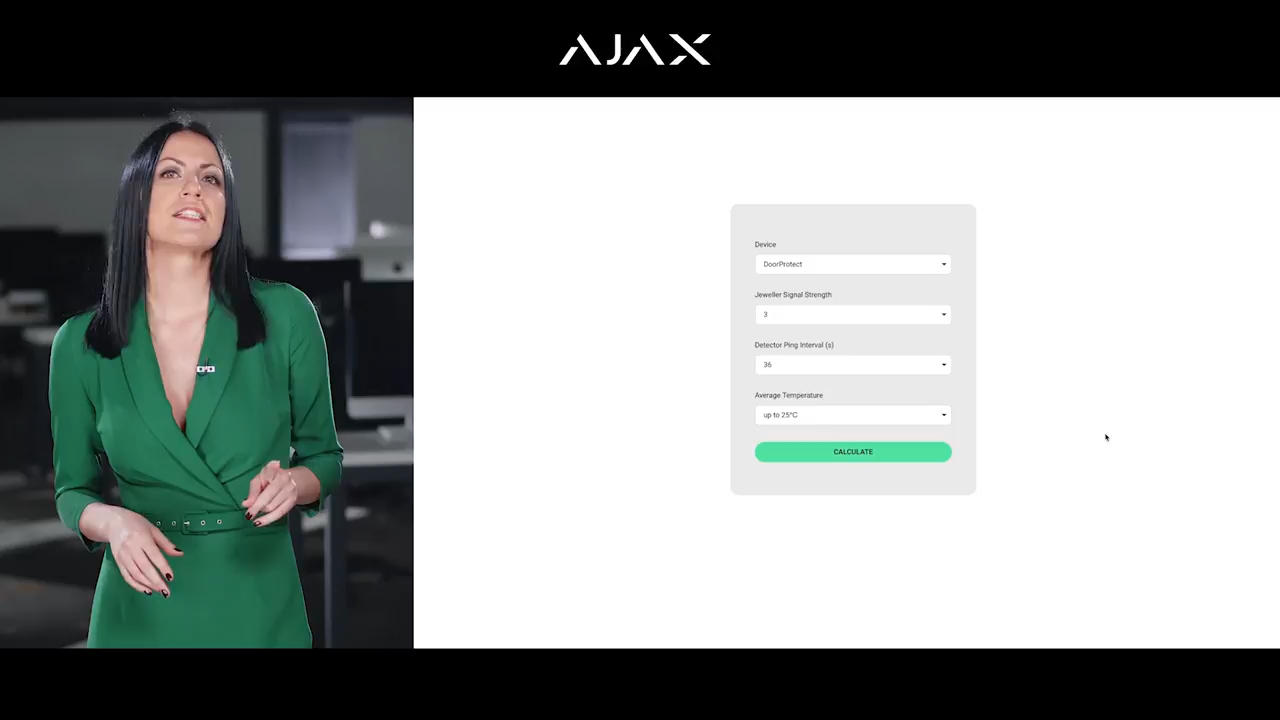 AJAX
Device
DoorProtect
Jeweller Signal Strength
3
Detector Ping Interval (s)
36
Average Temperature
up to 25°C
CALCULATE